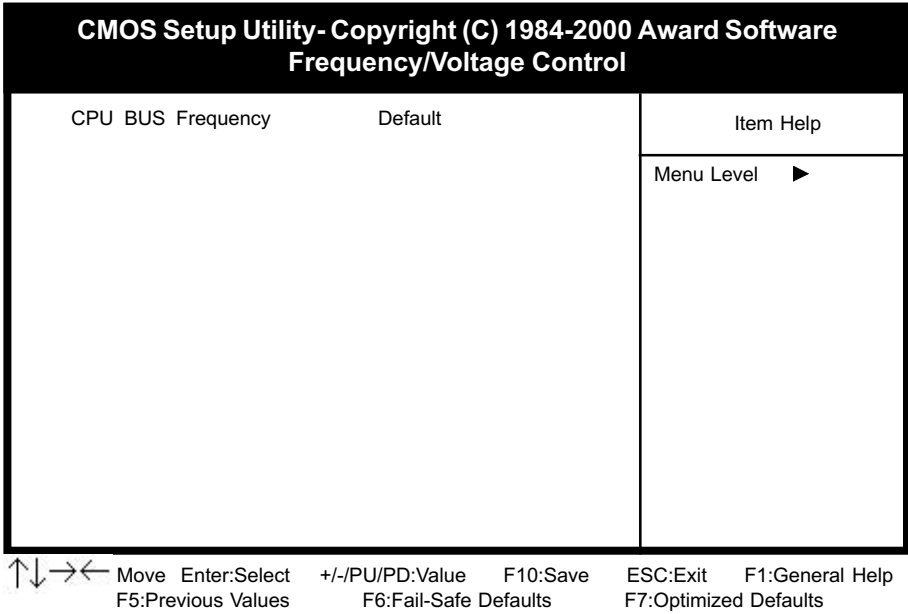 CMOS Setup Utility- Copyright (C) 1984-2000 Award Software
Frequency/Voltage Control
CPU BUS Frequency Default
Item Help
Menu Level ▶
↑↓→← Move Enter:Select +/-/PU/PD:Value F10:Save ESC:Exit F1:General Help
F5:Previous Values F6:Fail-Safe Defaults F7:Optimized Defaults